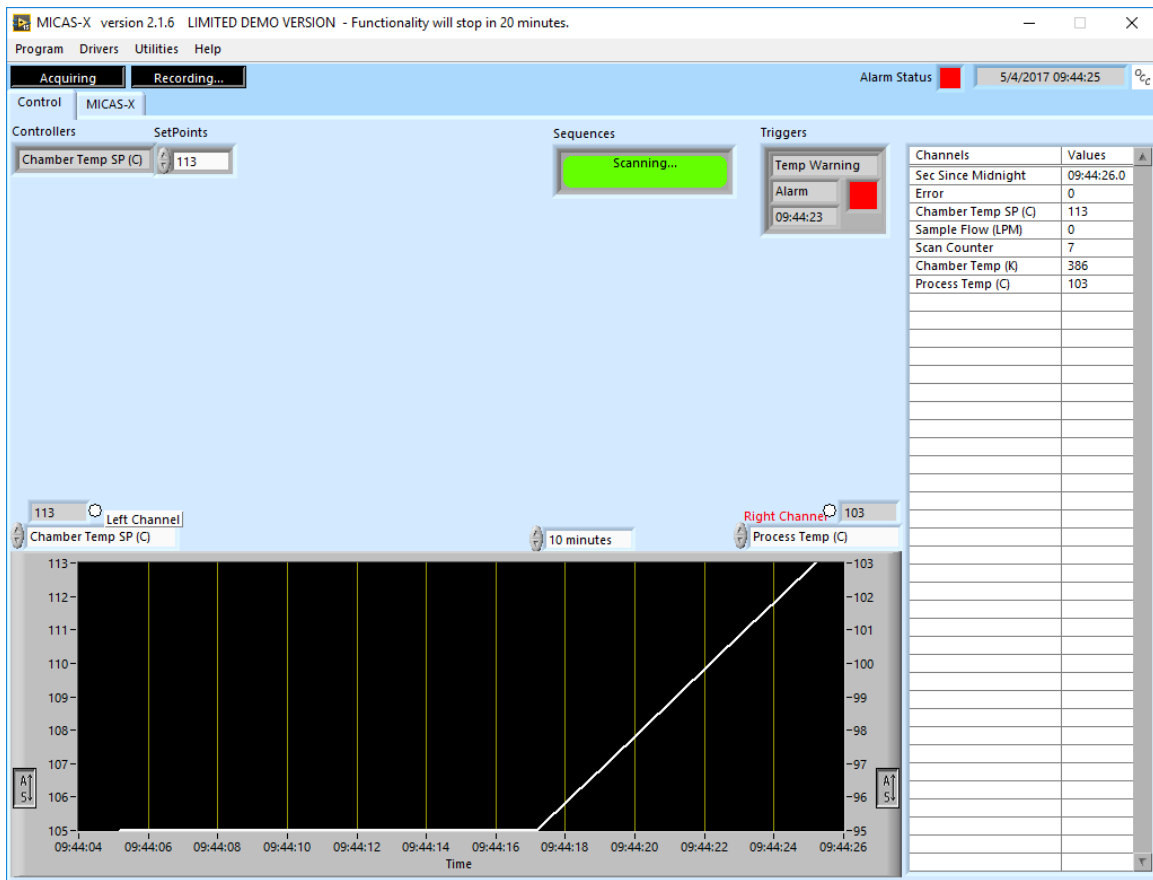 MICAS-X version 2.1.6 LIMITED DEMO VERSION - Functionality will stop in 20 minutes.
Program Drivers Utilities Help
Acquiring Recording... Alarm Status 5/4/2017 09:44:25
Control MICAS-X
Controllers SetPoints Sequences Triggers
Chamber Temp SP (C) 113 Scanning... Temp Warning
Alarm
09:44:23
Channels Values
Sec Since Midnight 09:44:26.0
Error 0
Chamber Temp SP (C) 113
Sample Flow (LPM) 0
Scan Counter 7
Chamber Temp (K) 386
Process Temp (C) 103
113 Left Channel Right Channel 103
Chamber Temp SP (C) 10 minutes Process Temp (C)
113 103
112 102
111 101
110 100
109 99
108 98
107 97
106 96
105 95
A A
5 5
09:44:04 09:44:06 09:44:08 09:44:10 09:44:12 09:44:14 09:44:16 09:44:18 09:44:20 09:44:22 09:44:24 09:44:26
Time